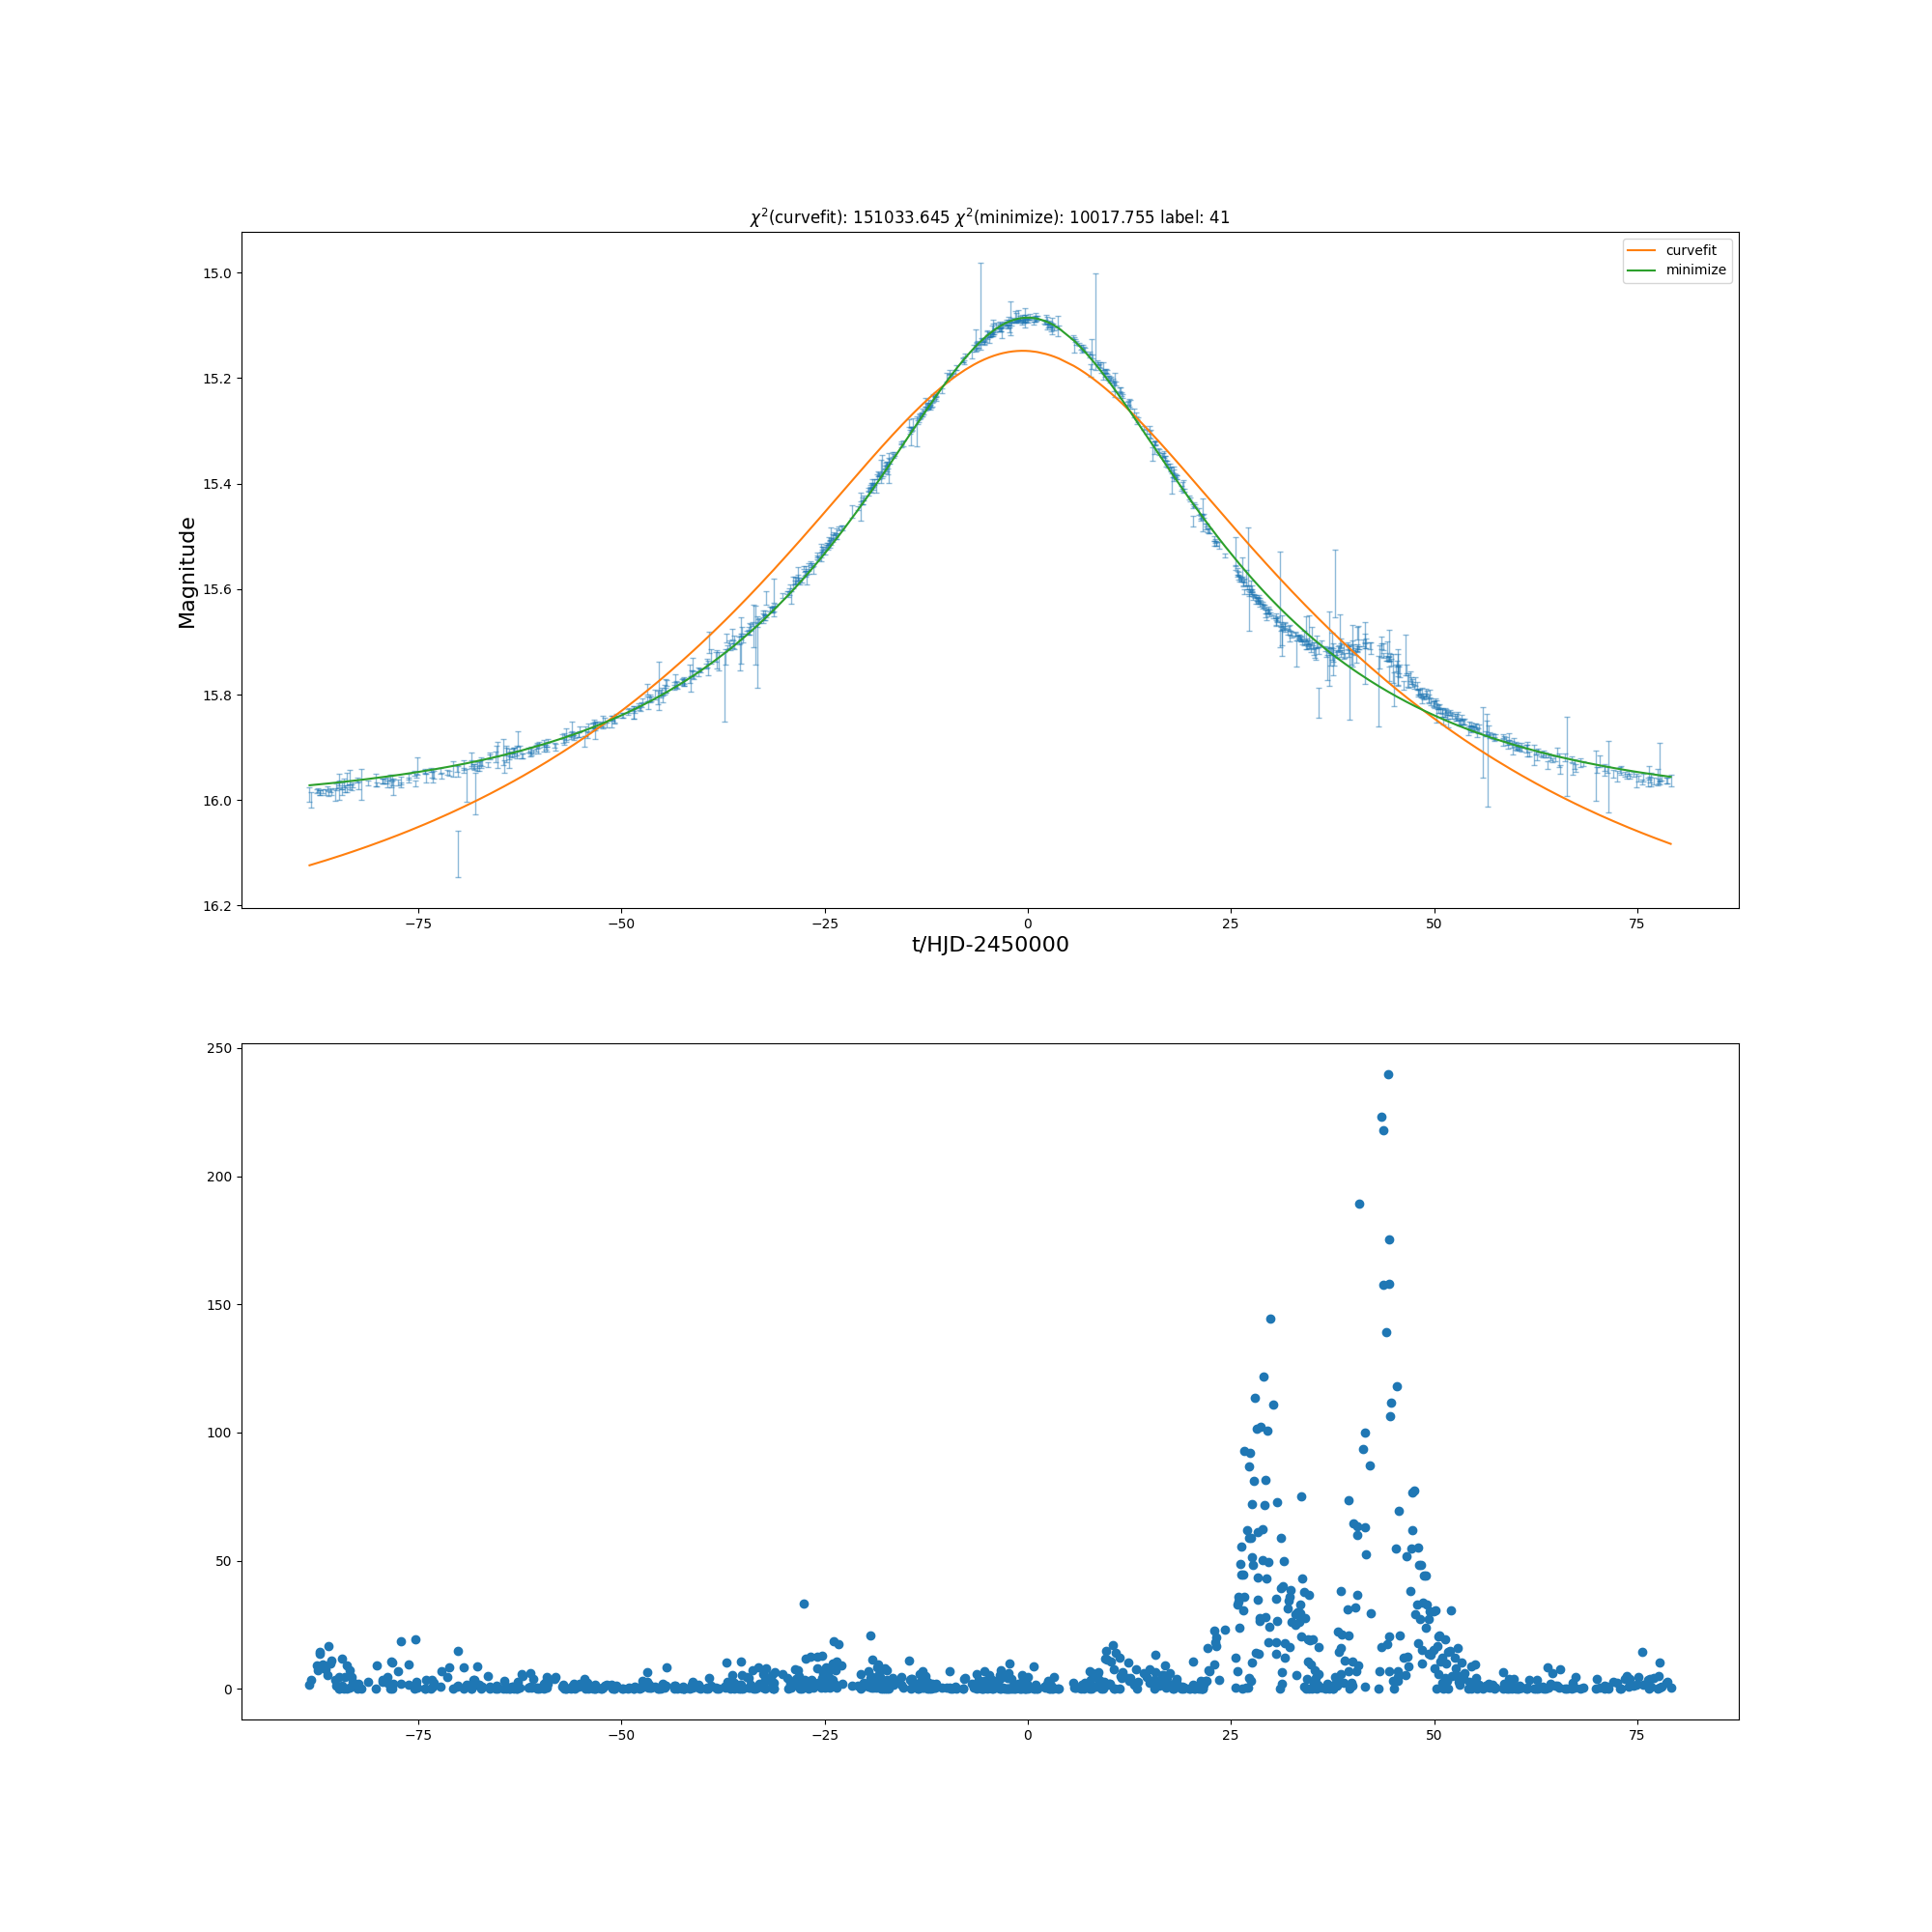 χ²(curvefit): 151033.645 χ²(minimize): 10017.755 label: 41
curvefit
minimize
15.0
15.2
15.4
15.6
15.8
16.0
16.2
Magnitude
−75 −50 −25 0 25 50 75
t/HJD-2450000
250
200
150
100
50
0
−75 −50 −25 0 25 50 75